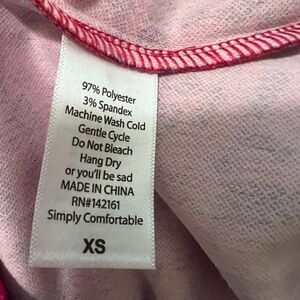 97% Polyester
3% Spandex
Machine Wash Cold
Gentle Cycle
Do Not Bleach
Hang Dry
or you'll be sad
MADE IN CHINA
RN#142161
Simply Comfortable
XS